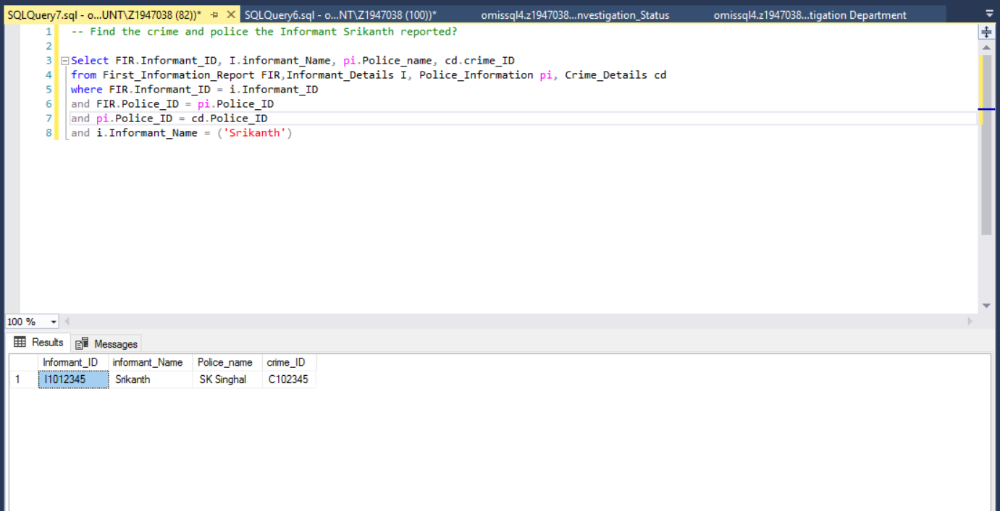 SQLQuery7.sql - o...UNT\Z1947038 (82))* SQLQuery6.sql - o...NT\Z1947038 (100))* omissql4.z1947038...nvestigation_Status omissql4.z1947038...tigation Department
1 -- Find the crime and police the Informant Srikanth reported?
2
3 Select FIR.Informant_ID, I.informant_Name, pi.Police_name, cd.crime_ID
4 from First_Information_Report FIR,Informant_Details I, Police_Information pi, Crime_Details cd
5 where FIR.Informant_ID = i.Informant_ID
6 and FIR.Police_ID = pi.Police_ID
7 and pi.Police_ID = cd.Police_ID
8 and i.Informant_Name = ('Srikanth')
100 %
Results Messages
Informant_ID informant_Name Police_name crime_ID
1 I1012345 Srikanth SK Singhal C102345